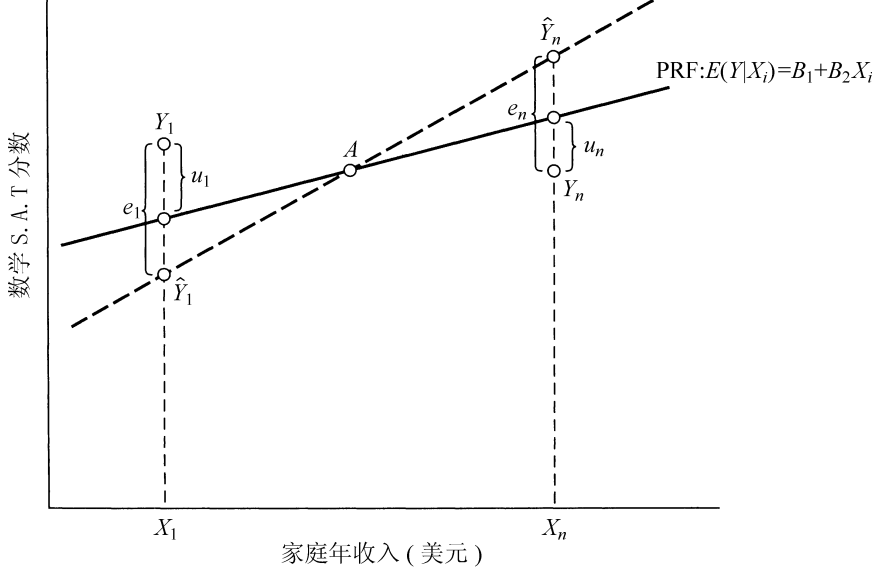 Ŷn
PRF:E(Y|Xi)=B1+B2Xi
en
Y1
A
un
u1
e1
Yn
Ŷ1
数学 S.A.T 分数
X1
Xn
家庭年收入 ( 美元 )